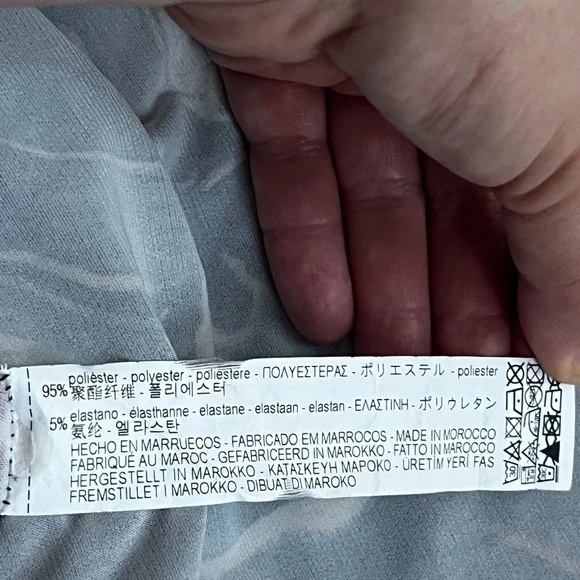 poliéster - polyester - poliestere - ΠΟΛΥΕΣΤΕΡΑΣ - ポリエステル - poliester
95% 聚酯纤维 - 폴리에스터
elastano - élasthanne - elastane - elastaan - elastan - ΕΛΑΣΤΙΝΗ - ポリウレタン
5% 氨纶 - 엘라스탄
HECHO EN MARRUECOS - FABRICADO EM MARROCOS - MADE IN MOROCCO
FABRIQUÉ AU MAROC - GEFABRICEERD IN MAROKKO - FATTO IN MAROCCO
HERGESTELLT IN MAROKKO - ΚΑΤΑΣΚΕΥΗ ΜΑΡΟΚΟ - ÜRETİM YERİ FAS
FREMSTILLET I MAROKKO - DIBUAT DI MAROKO